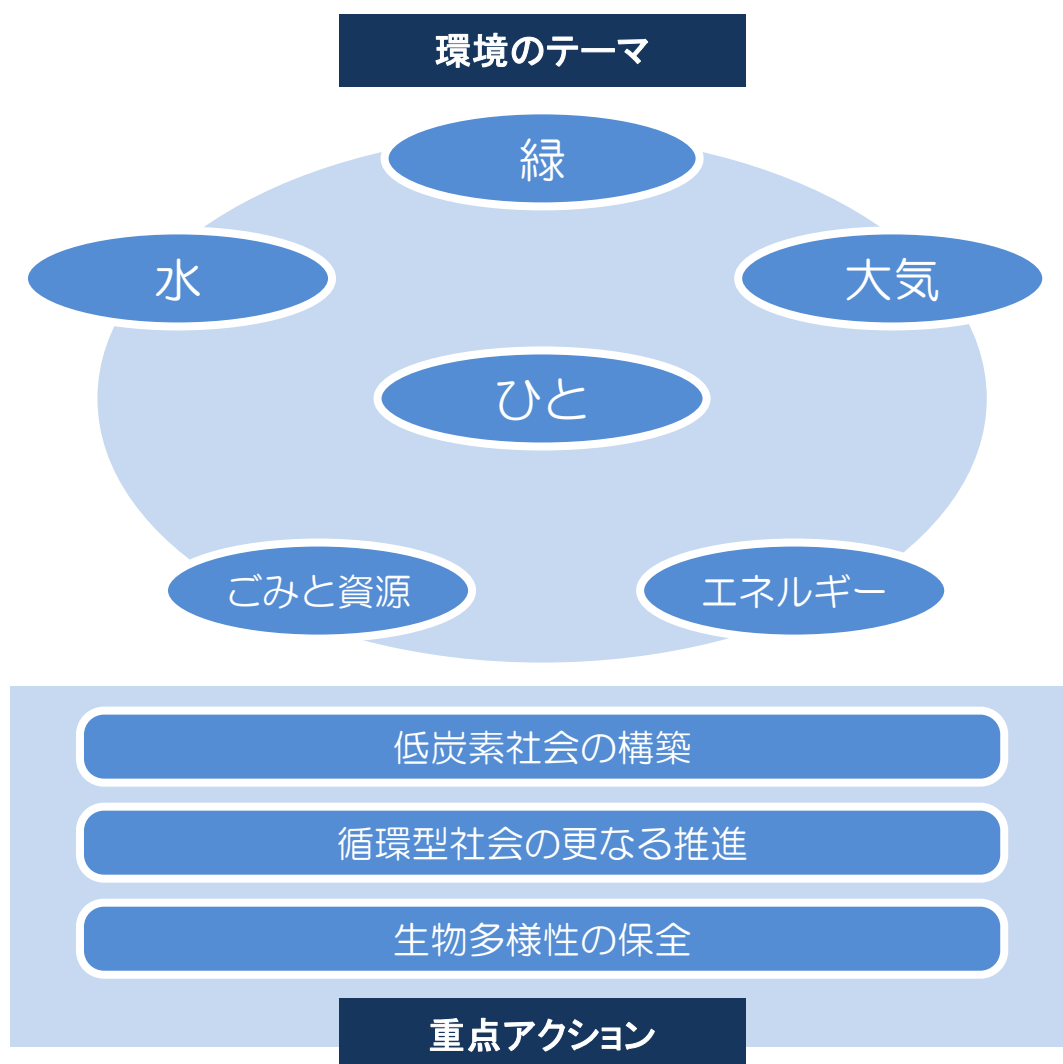 環境のテーマ
緑
水
大気
ひと
ごみと資源
エネルギー
低炭素社会の構築
循環型社会の更なる推進
生物多様性の保全
重点アクション